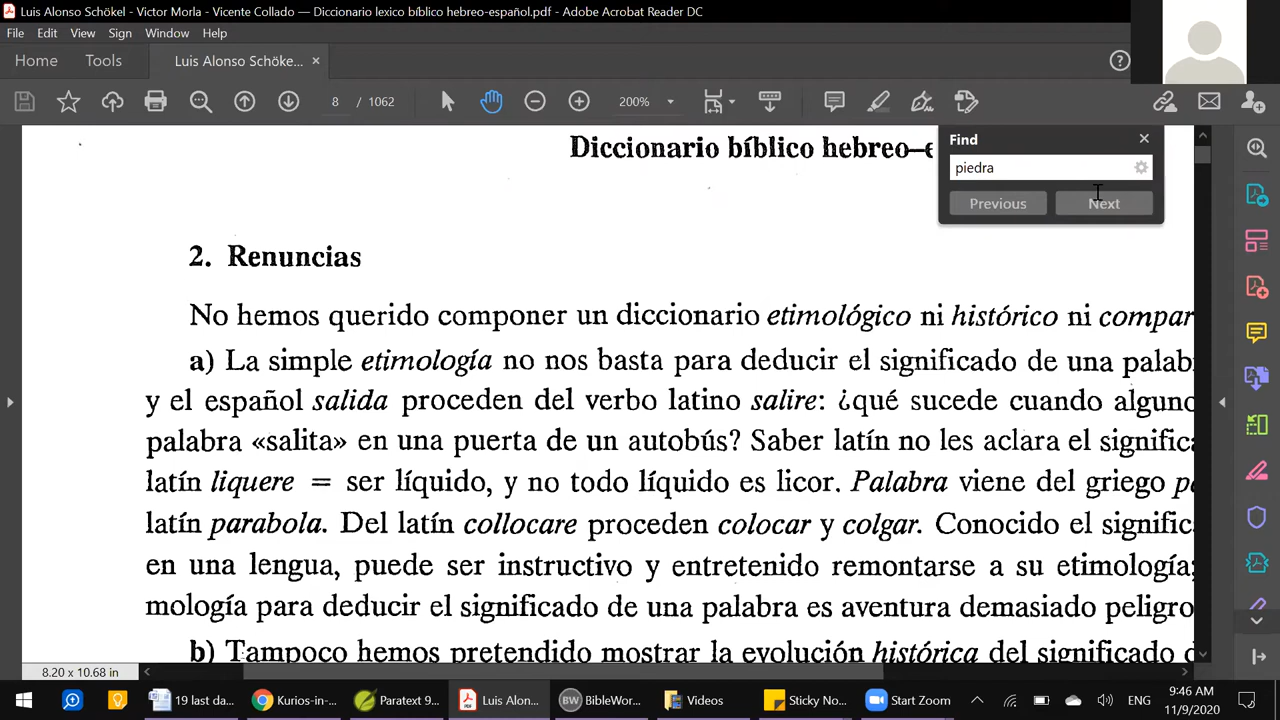 Luis Alonso Schökel - Victor Morla - Vicente Collado — Diccionario lexico bíblico hebreo-español.pdf - Adobe Acrobat Reader DC
File Edit View Sign Window Help
Home Tools Luis Alonso Schöke... ×
8 / 1062 200%
Diccionario bíblico hebreo–e
Find
piedra
Previous Next
2. Renuncias
No hemos querido componer un diccionario etimológico ni histórico ni compar
a) La simple etimología no nos basta para deducir el significado de una palab
y el español salida proceden del verbo latino salire: ¿qué sucede cuando alguno
palabra «salita» en una puerta de un autobús? Saber latín no les aclara el signific
latín liquere = ser líquido, y no todo líquido es licor. Palabra viene del griego p
latín parabola. Del latín collocare proceden colocar y colgar. Conocido el signific
en una lengua, puede ser instructivo y entretenido remontarse a su etimología;
mología para deducir el significado de una palabra es aventura demasiado peligro
b) Tampoco hemos pretendido mostrar la evolución histórica del significado d
8.20 x 10.68 in
19 last da... Kurios-in-... Paratext 9... Luis Alon... BibleWor... Videos Sticky No... Start Zoom ENG
9:46 AM
11/9/2020